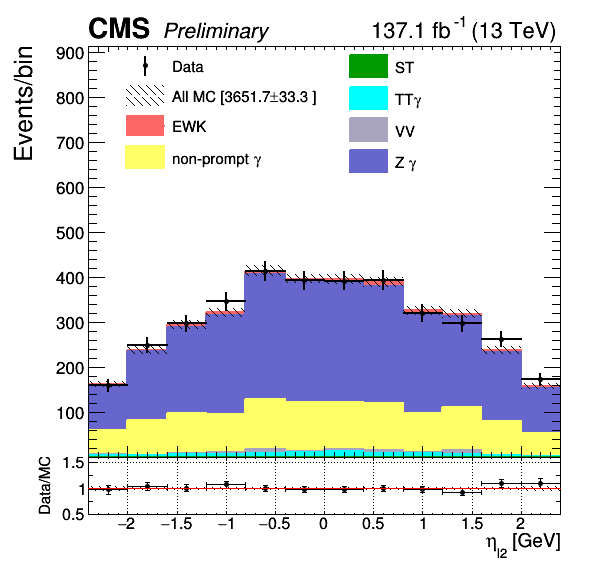 CMS Preliminary 137.1 fb⁻¹ (13 TeV)
Events/bin
900
800
700
600
500
400
300
200
100
Data
All MC [3651.7±33.3 ]
EWK
non-prompt γ
ST
TTγ
VV
Z γ
Data/MC
1.5
1
0.5
−2 −1.5 −1 −0.5 0 0.5 1 1.5 2
η_l2 [GeV]